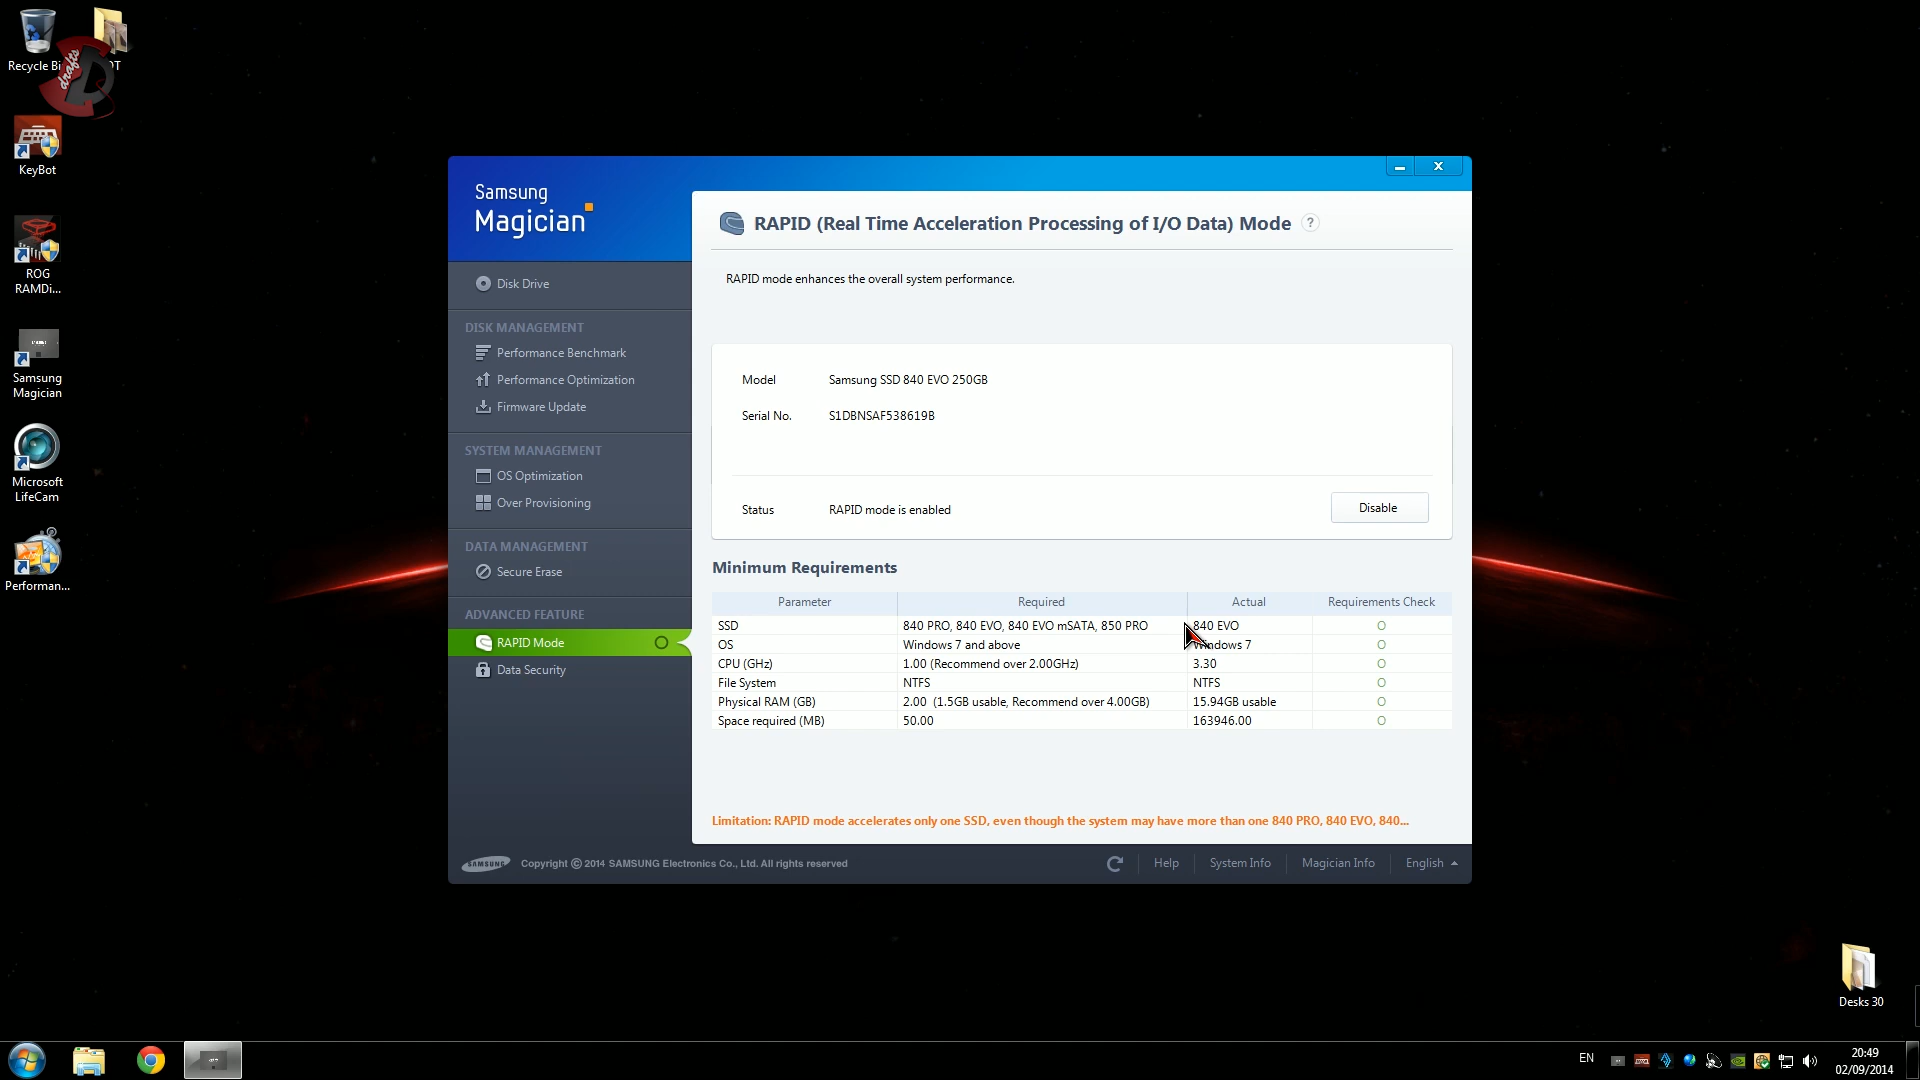 Recycle Bi
OT
drafts
KeyBot
ROG
RAMDi...
Samsung
Magician
Microsoft
LifeCam
Performan...
Samsung
Magician
Disk Drive
DISK MANAGEMENT
Performance Benchmark
Performance Optimization
Firmware Update
SYSTEM MANAGEMENT
OS Optimization
Over Provisioning
DATA MANAGEMENT
Secure Erase
ADVANCED FEATURE
RAPID Mode
Data Security
RAPID (Real Time Acceleration Processing of I/O Data) Mode ?
RAPID mode enhances the overall system performance.
Model Samsung SSD 840 EVO 250GB
Serial No. S1DBNSAF538619B
Status RAPID mode is enabled Disable
Minimum Requirements
Parameter Required Actual Requirements Check
SSD 840 PRO, 840 EVO, 840 EVO mSATA, 850 PRO 840 EVO O
OS Windows 7 and above Windows 7 O
CPU (GHz) 1.00 (Recommend over 2.00GHz) 3.30 O
File System NTFS NTFS O
Physical RAM (GB) 2.00 (1.5GB usable, Recommend over 4.00GB) 15.94GB usable O
Space required (MB) 50.00 163946.00 O
Limitation: RAPID mode accelerates only one SSD, even though the system may have more than one 840 PRO, 840 EVO, 840...
SAMSUNG Copyright © 2014 SAMSUNG Electronics Co., Ltd. All rights reserved
Help System Info Magician Info English
Desks 30
EN
20:49
02/09/2014